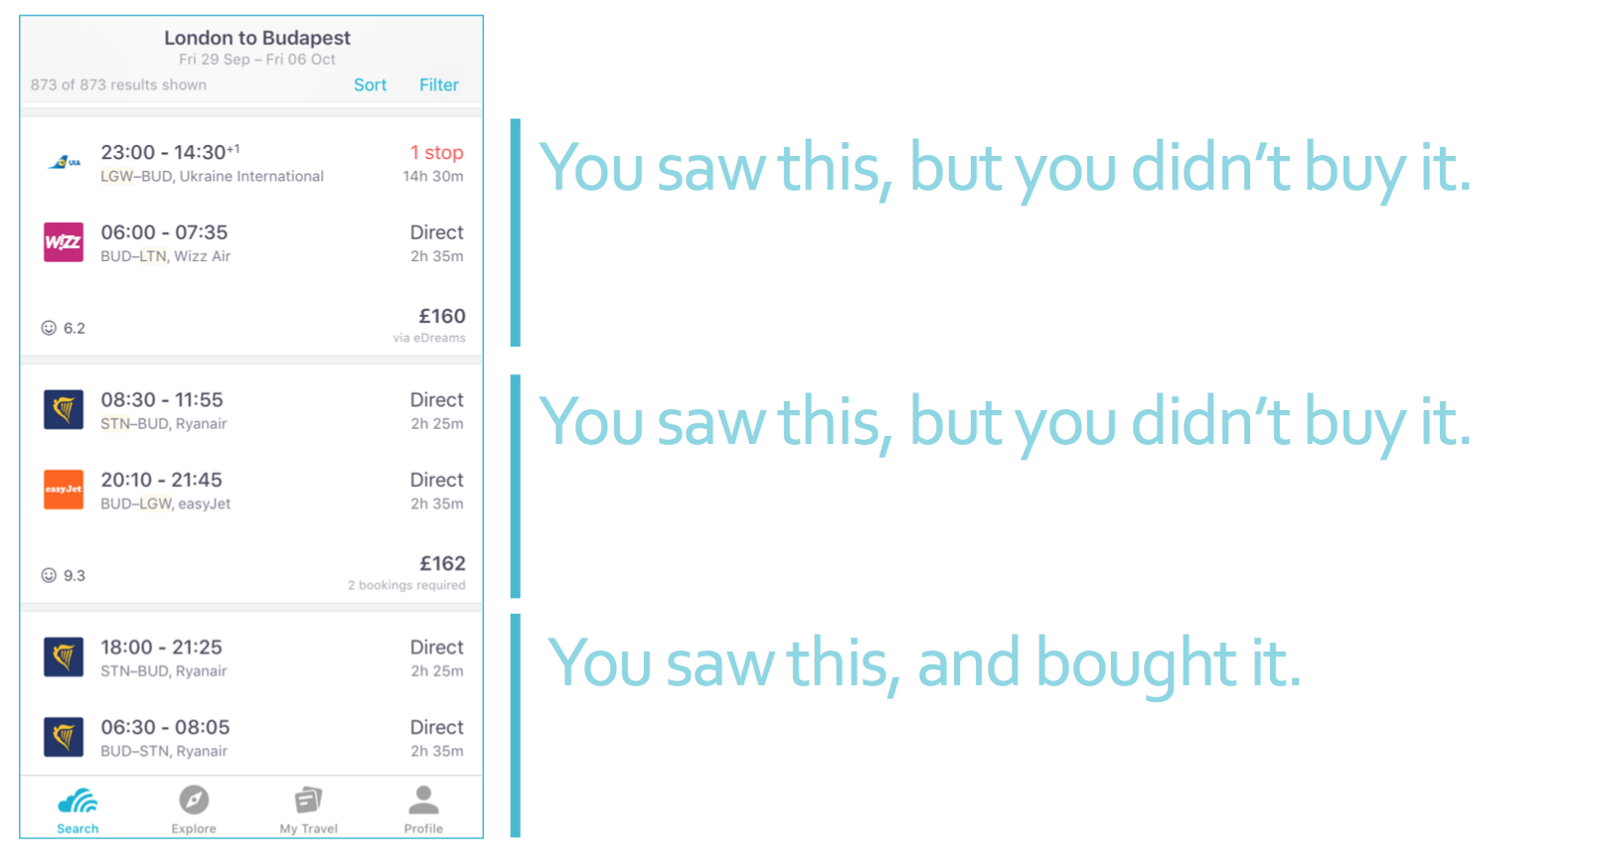 London to Budapest
Fri 29 Sep – Fri 06 Oct
873 of 873 results shown
Sort
Filter
UIA
23:00 - 14:30+1
1 stop
LGW–BUD, Ukraine International
14h 30m
WIZZ
06:00 - 07:35
Direct
BUD–LTN, Wizz Air
2h 35m
6.2
£160
via eDreams
You saw this, but you didn’t buy it.
08:30 - 11:55
Direct
STN–BUD, Ryanair
2h 25m
easyJet
20:10 - 21:45
Direct
BUD–LGW, easyJet
2h 35m
9.3
£162
2 bookings required
You saw this, but you didn’t buy it.
18:00 - 21:25
Direct
STN–BUD, Ryanair
2h 25m
06:30 - 08:05
Direct
BUD–STN, Ryanair
2h 35m
You saw this, and bought it.
Search
Explore
My Travel
Profile